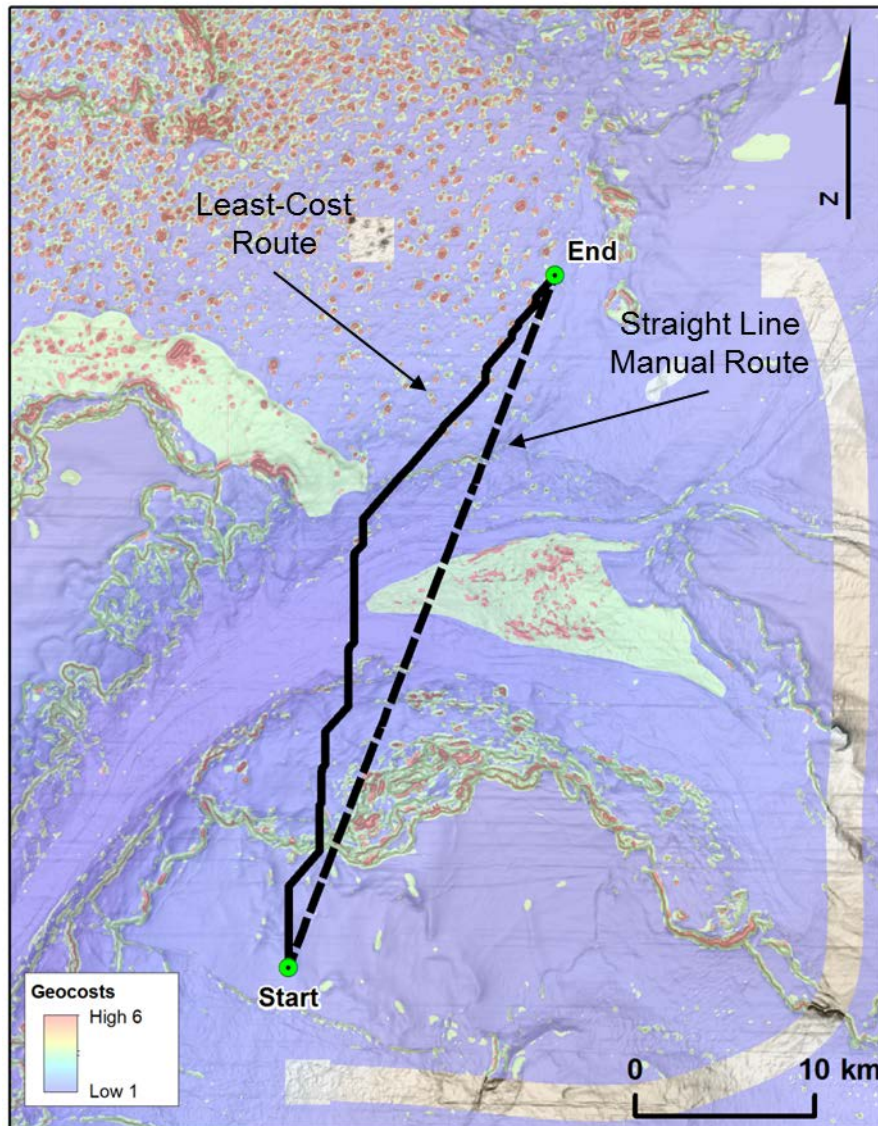 Least-Cost
Route
End
Straight Line
Manual Route
Start
Geocosts
High 6
Low 1
0 10 km
N